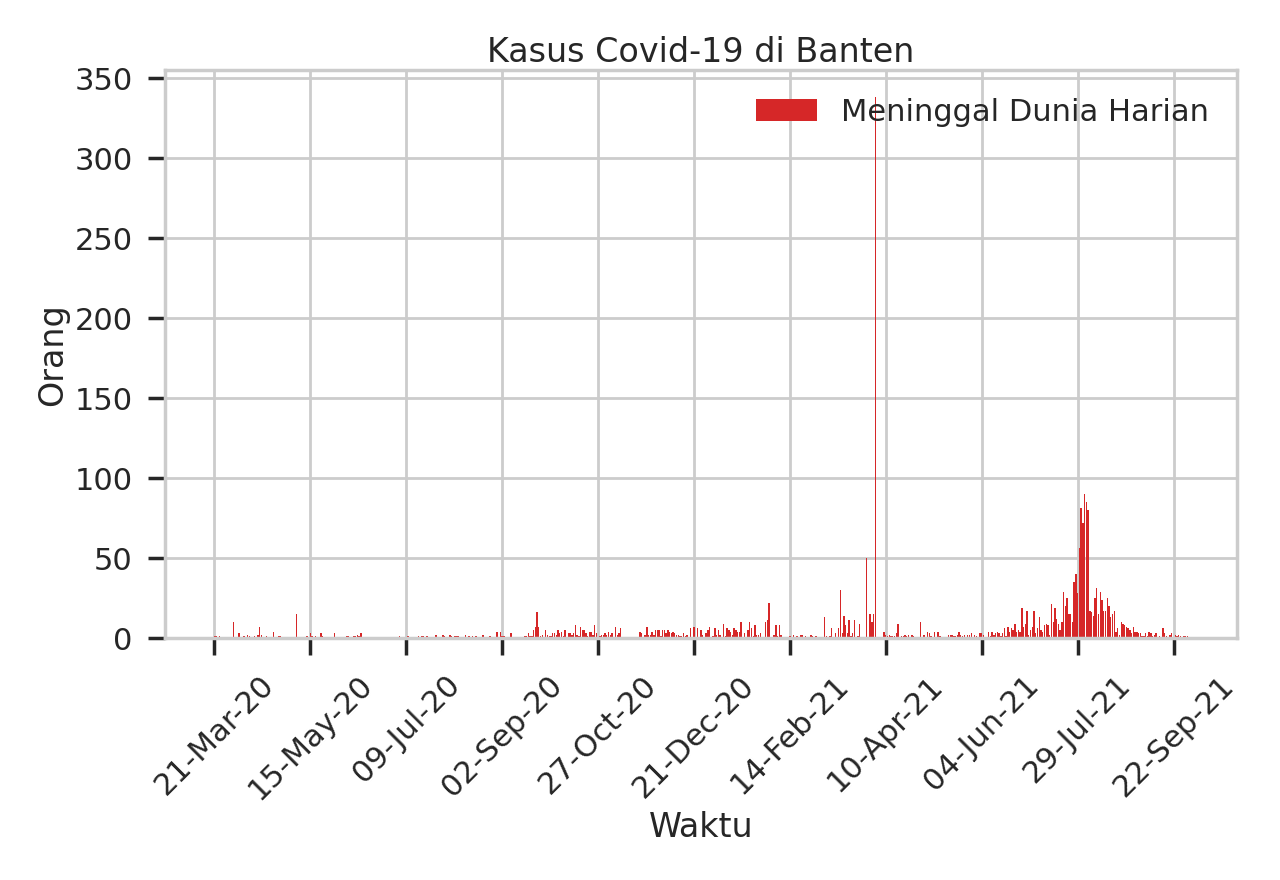 Kasus Covid-19 di Banten
Meninggal Dunia Harian
Orang
350
300
250
200
150
100
50
0
21-Mar-20
15-May-20
09-Jul-20
02-Sep-20
27-Oct-20
21-Dec-20
14-Feb-21
10-Apr-21
04-Jun-21
29-Jul-21
22-Sep-21
Waktu